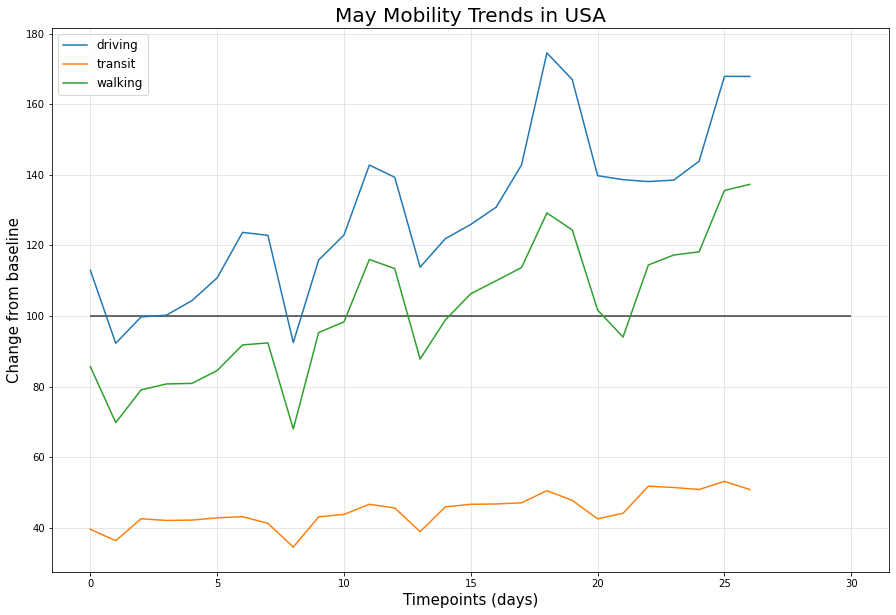 May Mobility Trends in USA
driving
transit
walking
180
160
140
120
100
80
60
40
Change from baseline
0 5 10 15 20 25 30
Timepoints (days)